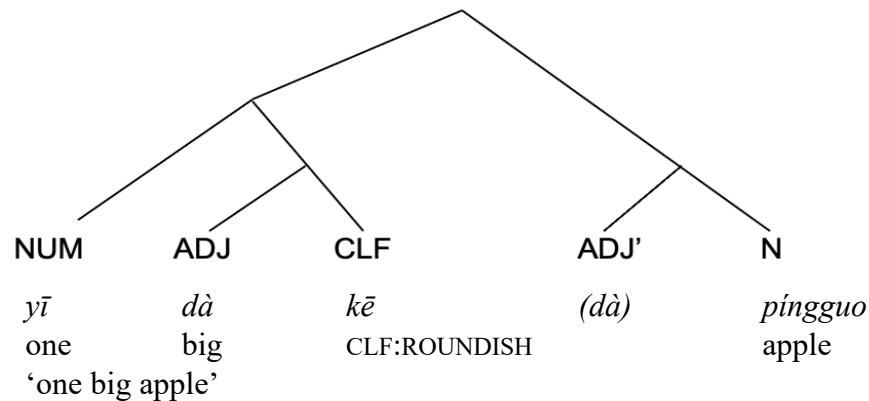 NUM ADJ CLF ADJ’ N
yī dà kē (dà) píngguo
one big CLF:ROUNDISH apple
‘one big apple’